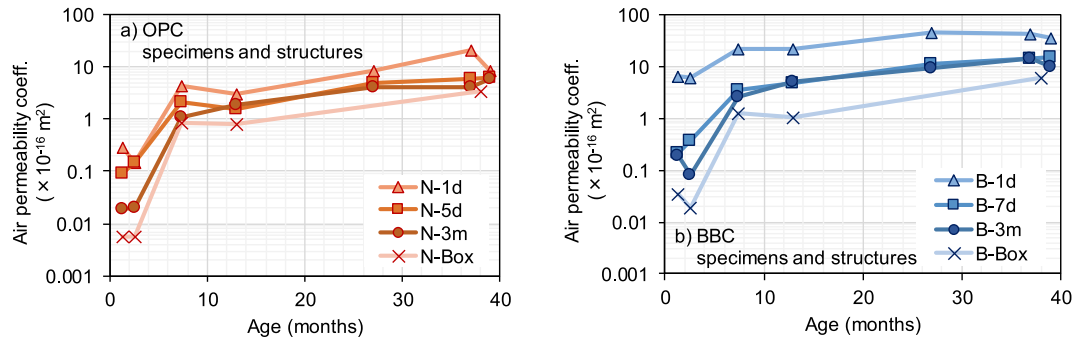 Air permeability coeff.
(×10⁻¹⁶ m²)
100
10
1
0.1
0.01
0.001
a) OPC
specimens and structures
N-1d
N-5d
N-3m
N-Box
0 10 20 30 40
Age (months)
Air permeability coeff.
(×10⁻¹⁶ m²)
100
10
1
0.1
0.01
0.001
B-1d
B-7d
B-3m
B-Box
b) BBC
specimens and structures
0 10 20 30 40
Age (months)